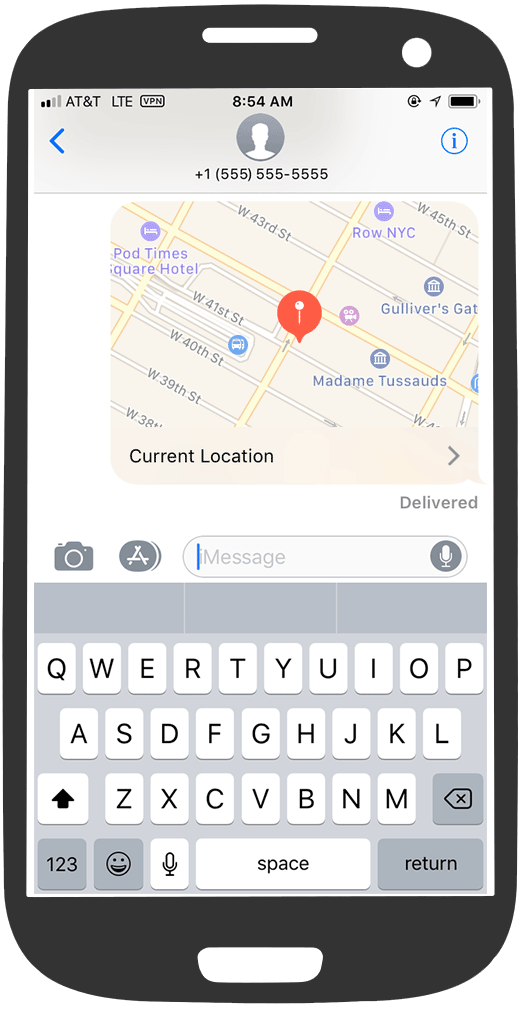 AT&T LTE VPN 8:54 AM
+1 (555) 555-5555
W 43rd St
W 45th St
Row NYC
Pod Times
Square Hotel
Gulliver's Gat
W 41st St
W 40th St
Madame Tussauds
W 39th St
W 38t
Current Location
Delivered
iMessage
Q W E R T Y U I O P
A S D F G H J K L
Z X C V B N M
123 space return